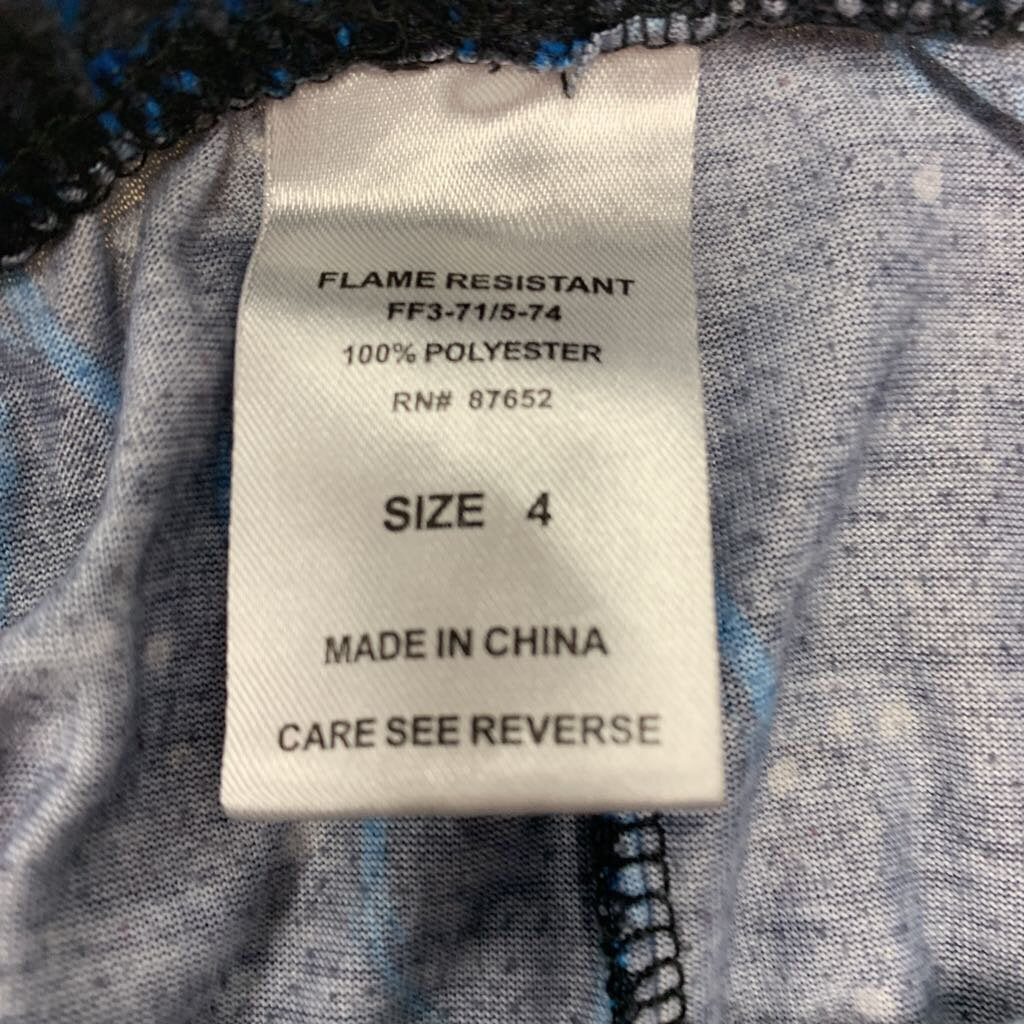 FLAME RESISTANT
FF3-71/5-74
100% POLYESTER
RN# 87652
SIZE 4
MADE IN CHINA
CARE SEE REVERSE